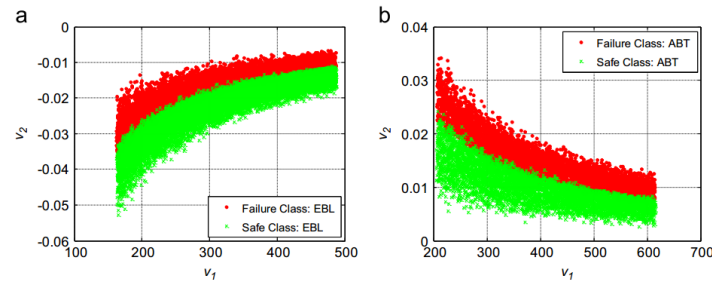 a
0
-0.01
-0.02
-0.03
-0.04
-0.05
-0.06
v2
100
200
300
400
500
v1
Failure Class: EBL
Safe Class: EBL
b
0.04
0.03
0.02
0.01
0
v2
200
300
400
500
600
700
v1
Failure Class: ABT
Safe Class: ABT